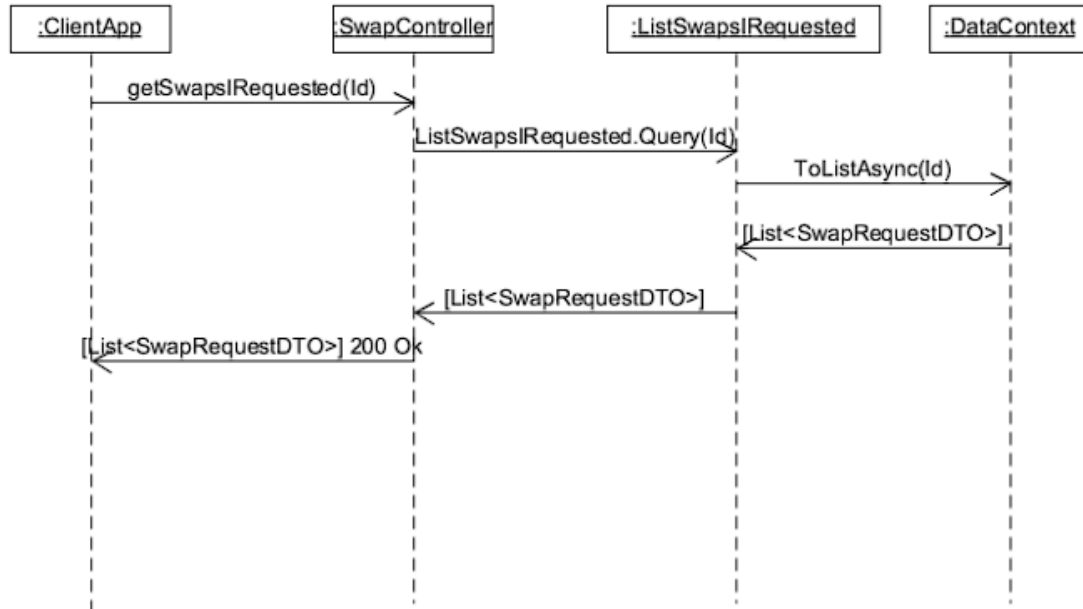 :ClientApp
:SwapController
:ListSwapsIRequested
:DataContext
getSwapsIRequested(Id)
ListSwapsIRequested.Query(Id)
ToListAsync(Id)
[List<SwapRequestDTO>]
[List<SwapRequestDTO>]
[List<SwapRequestDTO>] 200 Ok